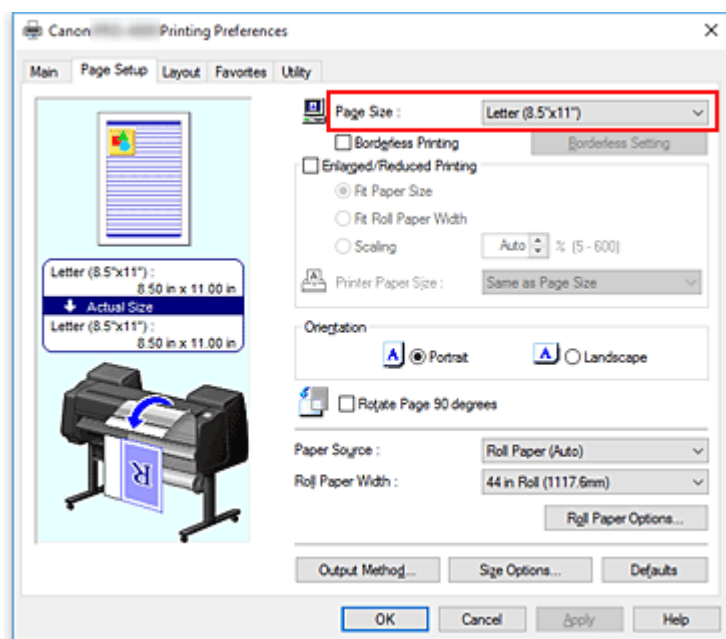 Canon Printing Preferences
Main Page Setup Layout Favorites Utility
Page Size : Letter (8.5"x11")
Borderless Printing Borderless Setting
Enlarged/Reduced Printing
Fit Paper Size
Fit Roll Paper Width
Scaling Auto % (5 - 600)
Printer Paper Size : Same as Page Size
Letter (8.5"x11") :
8.50 in x 11.00 in
Actual Size
Letter (8.5"x11") :
8.50 in x 11.00 in
Orientation
A Portrait A Landscape
Rotate Page 90 degrees
R
Paper Source : Roll Paper (Auto)
Roll Paper Width : 44 in Roll (1117.6mm)
Roll Paper Options...
Output Method... Size Options... Defaults
OK Cancel Apply Help